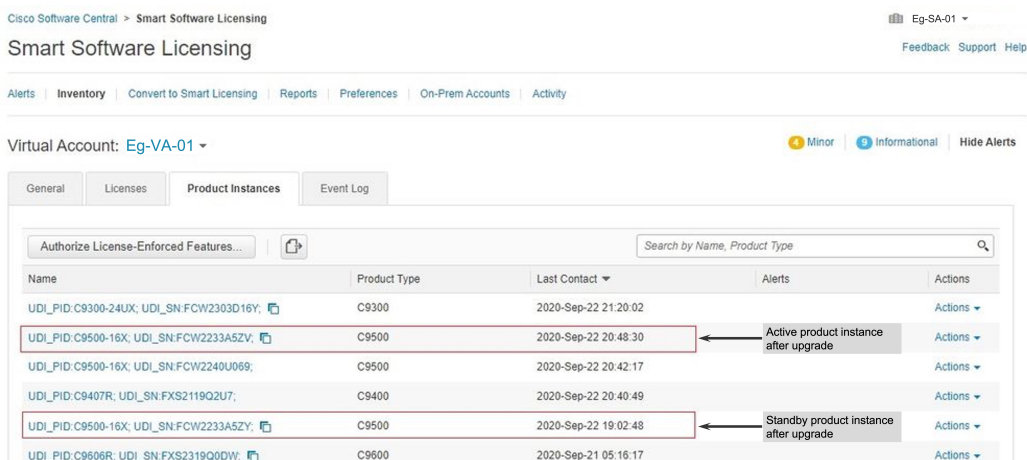 Cisco Software Central > Smart Software Licensing
Eg-SA-01
Smart Software Licensing
Feedback Support Help
Alerts Inventory Convert to Smart Licensing Reports Preferences On-Prem Accounts Activity
Virtual Account: Eg-VA-01
4 Minor 9 Informational Hide Alerts
General Licenses Product Instances Event Log
Authorize License-Enforced Features...
Search by Name, Product Type
Name Product Type Last Contact Alerts Actions
UDI_PID:C9300-24UX; UDI_SN:FCW2303D16Y; C9300 2020-Sep-22 21:20:02 Actions
UDI_PID:C9500-16X; UDI_SN:FCW2233A5ZV; C9500 2020-Sep-22 20:48:30 Active product instance Actions
after upgrade
UDI_PID:C9500-16X; UDI_SN:FCW2240U069; C9500 2020-Sep-22 20:42:17 Actions
UDI_PID:C9407R; UDI_SN:FXS2119Q2U7; C9400 2020-Sep-22 20:40:49 Actions
UDI_PID:C9500-16X; UDI_SN:FCW2233A5ZY; C9500 2020-Sep-22 19:02:48 Standby product instance Actions
after upgrade
UDI_PID:C9606R; UDI_SN:FXS2319Q0DW; C9600 2020-Sep-21 05:16:17 Actions